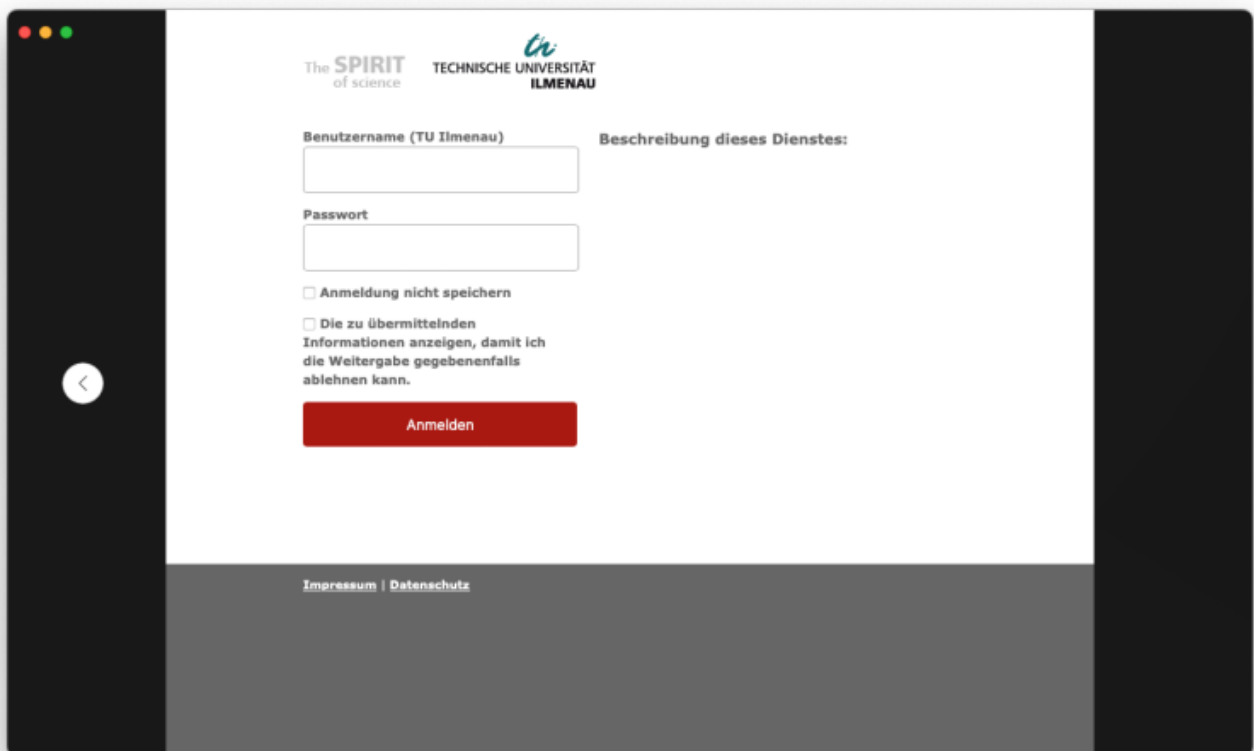 The SPIRIT
of science
th
TECHNISCHE UNIVERSITÄT
ILMENAU
Benutzername (TU Ilmenau)
Passwort
Anmeldung nicht speichern
Die zu übermittelnden
Informationen anzeigen, damit ich
die Weitergabe gegebenenfalls
ablehnen kann.
Anmelden
Beschreibung dieses Dienstes:
Impressum | Datenschutz